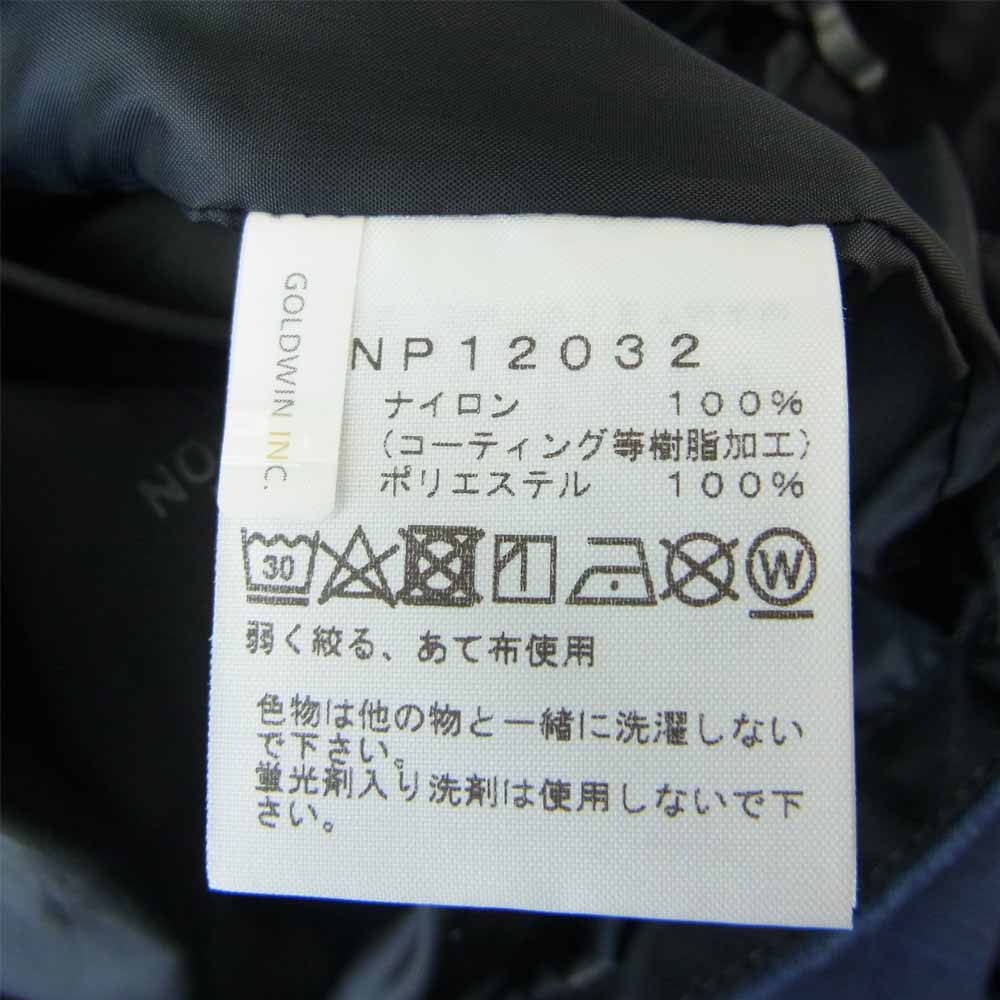 GOLDWIN INC.
NP12032
ナイロン 100%
(コーティング等樹脂加工)
ポリエステル 100%
30 W
弱く絞る、あて布使用
色物は他の物と一緒に洗濯しない
で下さい。
蛍光剤入り洗剤は使用しないで下
さい。